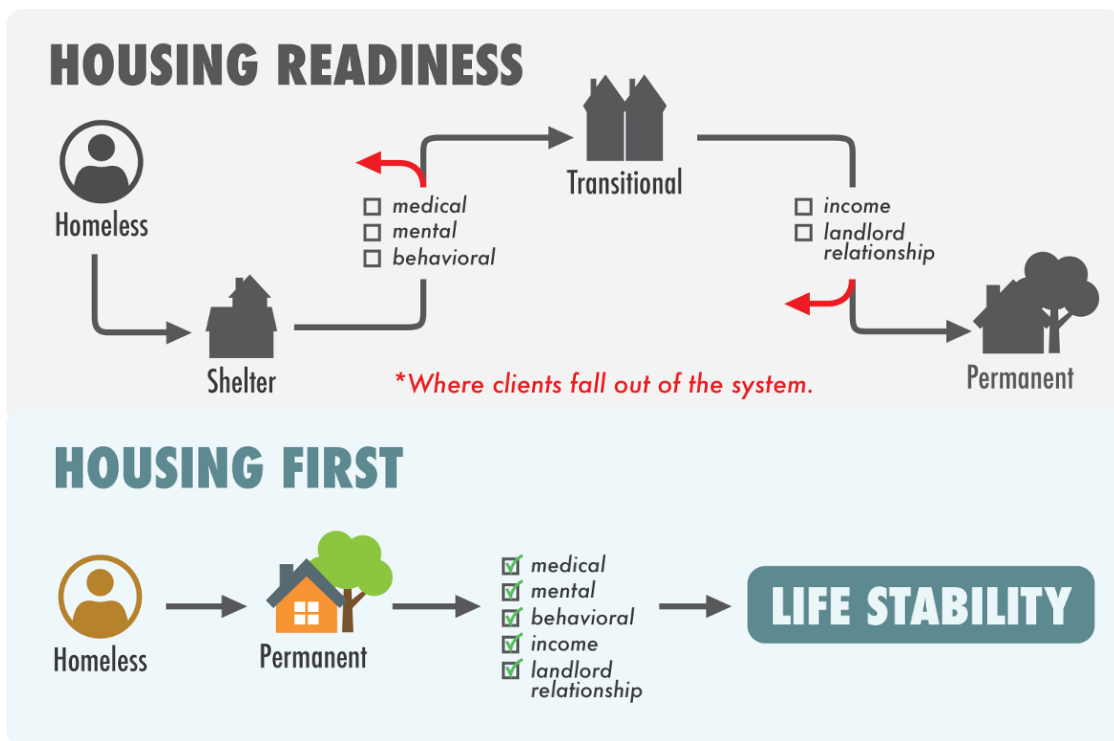 HOUSING READINESS
Homeless
Shelter
medical
mental
behavioral
Transitional
income
landlord
relationship
Permanent
*Where clients fall out of the system.
HOUSING FIRST
Homeless
Permanent
medical
mental
behavioral
income
landlord
relationship
LIFE STABILITY